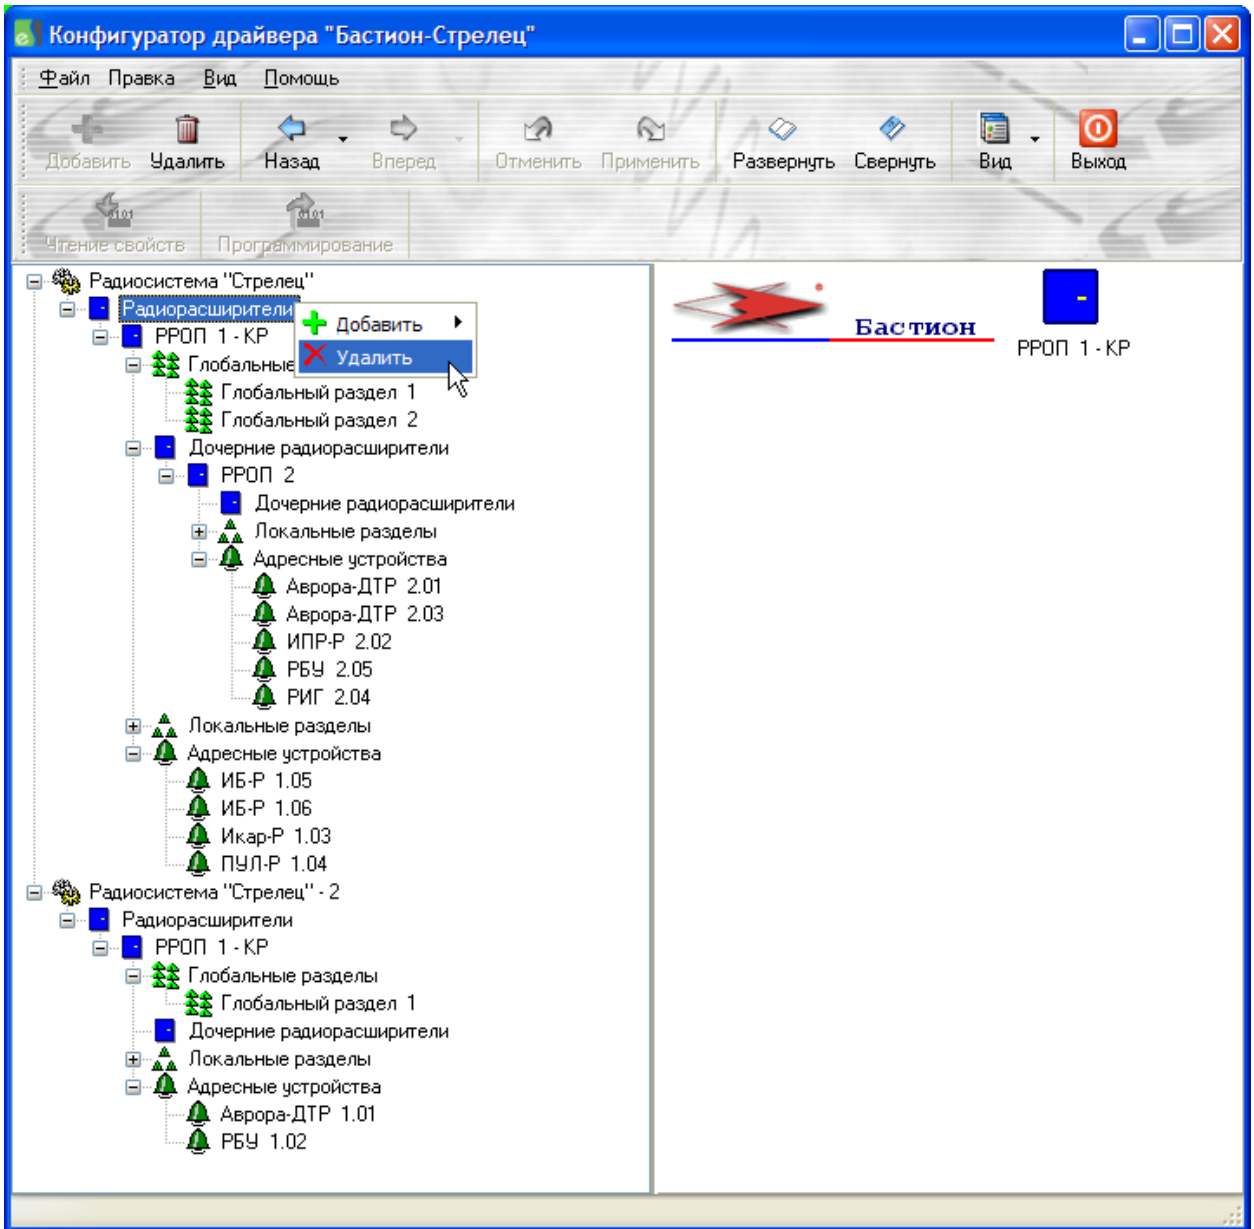 Конфигуратор драйвера "Бастион-Стрелец"
Файл Правка Вид Помощь
Добавить Удалить Назад Вперед Отменить Применить Развернуть Свернуть Вид Выход
Чтение свойств Программирование
Радиосистема "Стрелец"
Радиорасширители
РРОП 1 - КР
Глобальные
Глобальный раздел 1
Глобальный раздел 2
Дочерние радиорасширители
РРОП 2
Дочерние радиорасширители
Локальные разделы
Адресные устройства
Аврора-ДТР 2.01
Аврора-ДТР 2.03
ИПР-Р 2.02
РБУ 2.05
РИГ 2.04
Локальные разделы
Адресные устройства
ИБ-Р 1.05
ИБ-Р 1.06
Икар-Р 1.03
ПУЛ-Р 1.04
Радиосистема "Стрелец" - 2
Радиорасширители
РРОП 1 - КР
Глобальные разделы
Глобальный раздел 1
Дочерние радиорасширители
Локальные разделы
Адресные устройства
Аврора-ДТР 1.01
РБУ 1.02
Добавить
Удалить
Бастион
РРОП 1 - КР